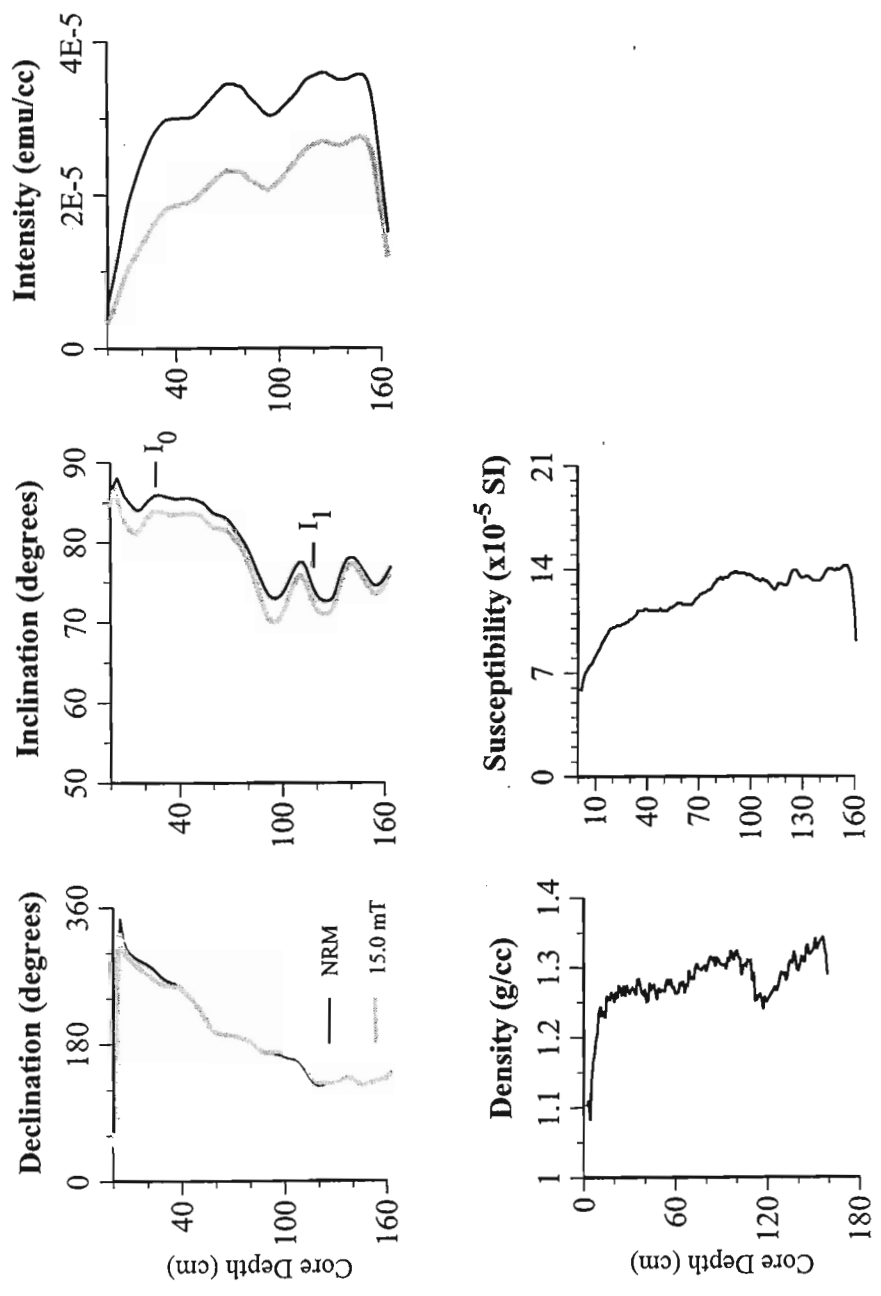 Declination (degrees)
0 180 360
Core Depth (cm)
40
100
160
NRM
15.0 mT
Inclination (degrees)
50 60 70 80 90
40
100
160
I0
I1
Intensity (emu/cc)
0 2E-5 4E-5
40
100
160
Density (g/cc)
1 1.1 1.2 1.3 1.4
Core Depth (cm)
0
60
120
180
Susceptibility (x10-5 SI)
0 7 14 21
10
40
70
100
130
160